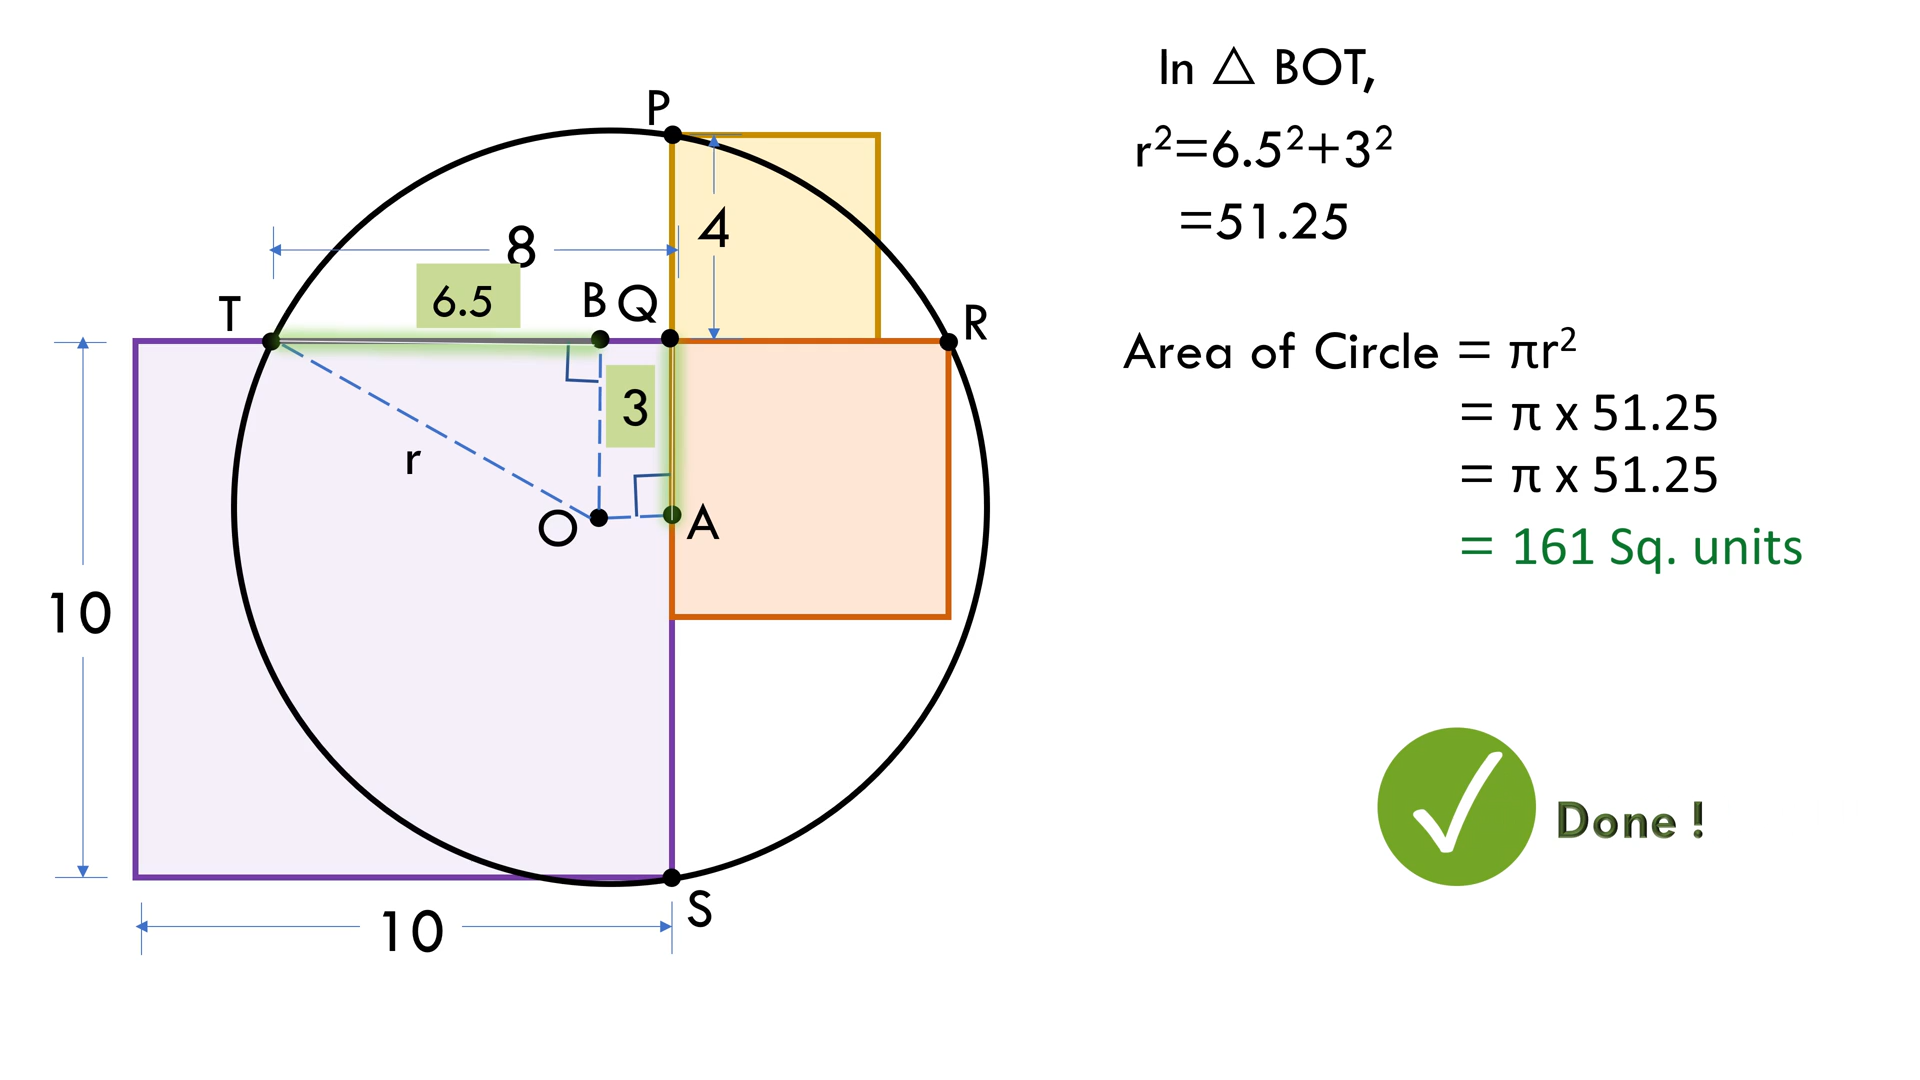 In △ BOT,
r²=6.5²+3²
=51.25
Area of Circle = πr²
= π x 51.25
= π x 51.25
= 161 Sq. units
Done !
P
4
8
6.5
T
B
Q
R
3
r
O
A
10
10
S